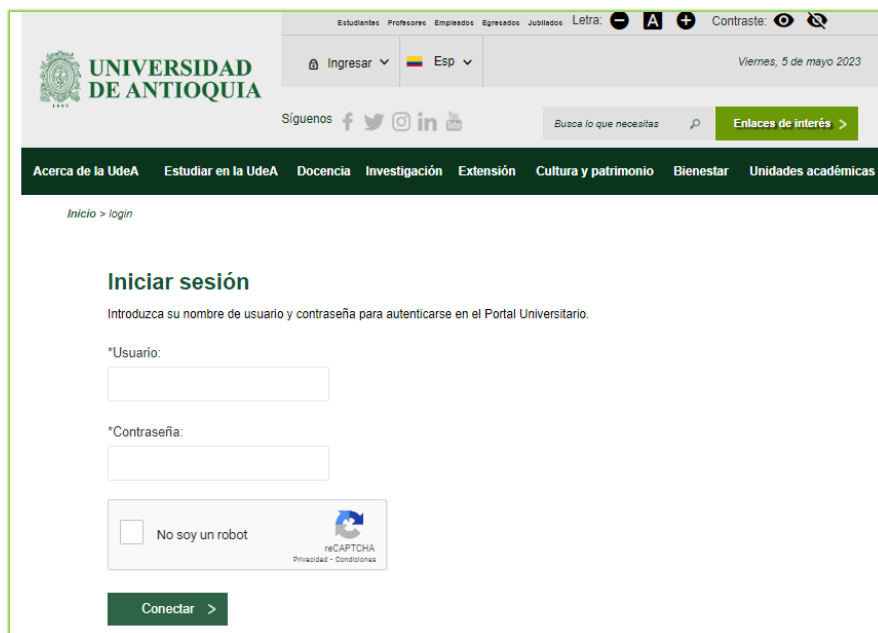 Estudiantes Profesores Empleados Egresados Jubilados Letra: A Contraste:
UNIVERSIDAD
DE ANTIOQUIA
1803
Ingresar Esp Viernes, 5 de mayo 2023
Síguenos You Tube Busca lo que necesitas Enlaces de interés >
Acerca de la UdeA Estudiar en la UdeA Docencia Investigación Extensión Cultura y patrimonio Bienestar Unidades académicas
Inicio > login
Iniciar sesión
Introduzca su nombre de usuario y contraseña para autenticarse en el Portal Universitario.
*Usuario:
*Contraseña:
No soy un robot
reCAPTCHA
Privacidad - Condiciones
Conectar >